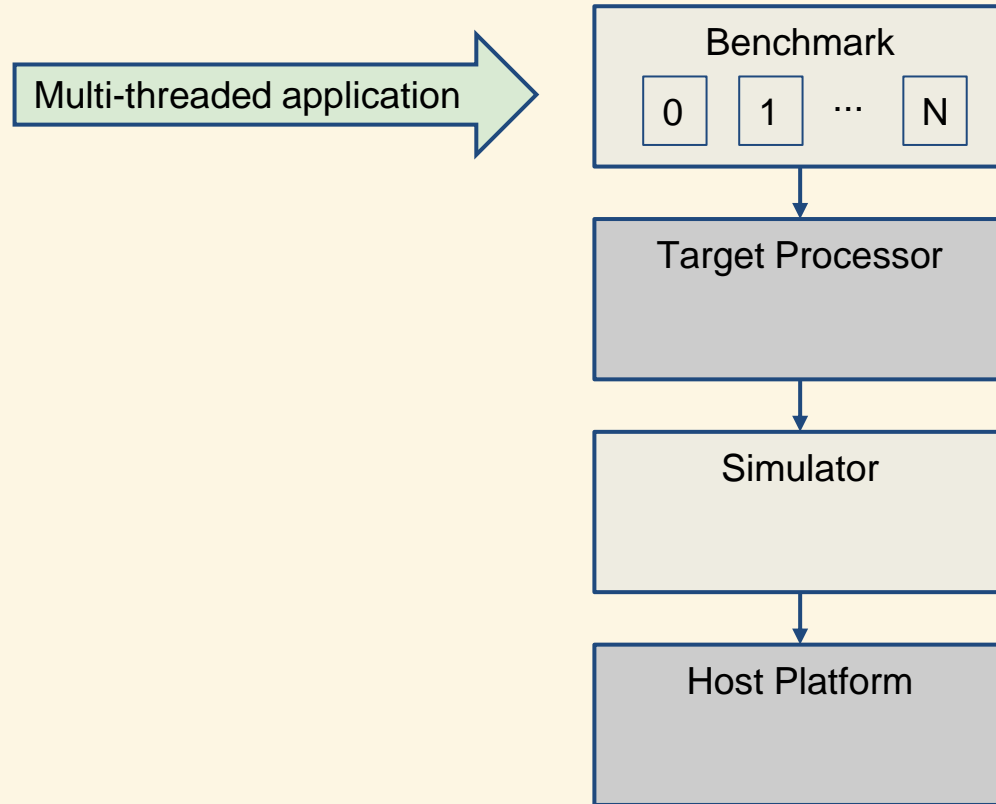 Multi-threaded application
Benchmark
0 1 ... N
Target Processor
Simulator
Host Platform